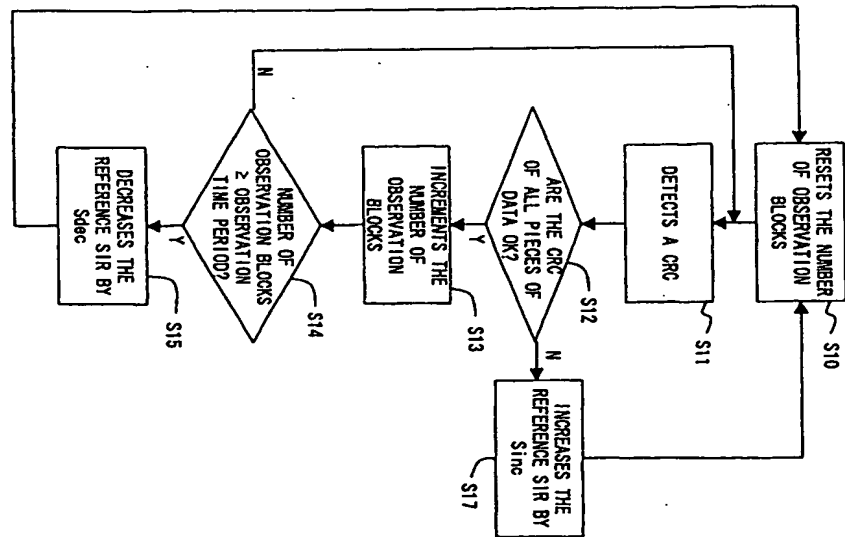 RESETS THE NUMBER
OF OBSERVATION
BLOCKS
S10
DETECTS A CRC
S11
ARE THE CRC
OF ALL PIECES OF
DATA OK?
S12
N
Y
INCREASES THE
REFERENCE SIR BY
Sinc
S17
INCREMENTS THE
NUMBER OF
OBSERVATION
BLOCKS
S13
NUMBER OF
OBSERVATION BLOCKS
≥ OBSERVATION
TIME PERIOD?
S14
N
Y
DECREASES THE
REFERENCE SIR BY
Sdec
S15